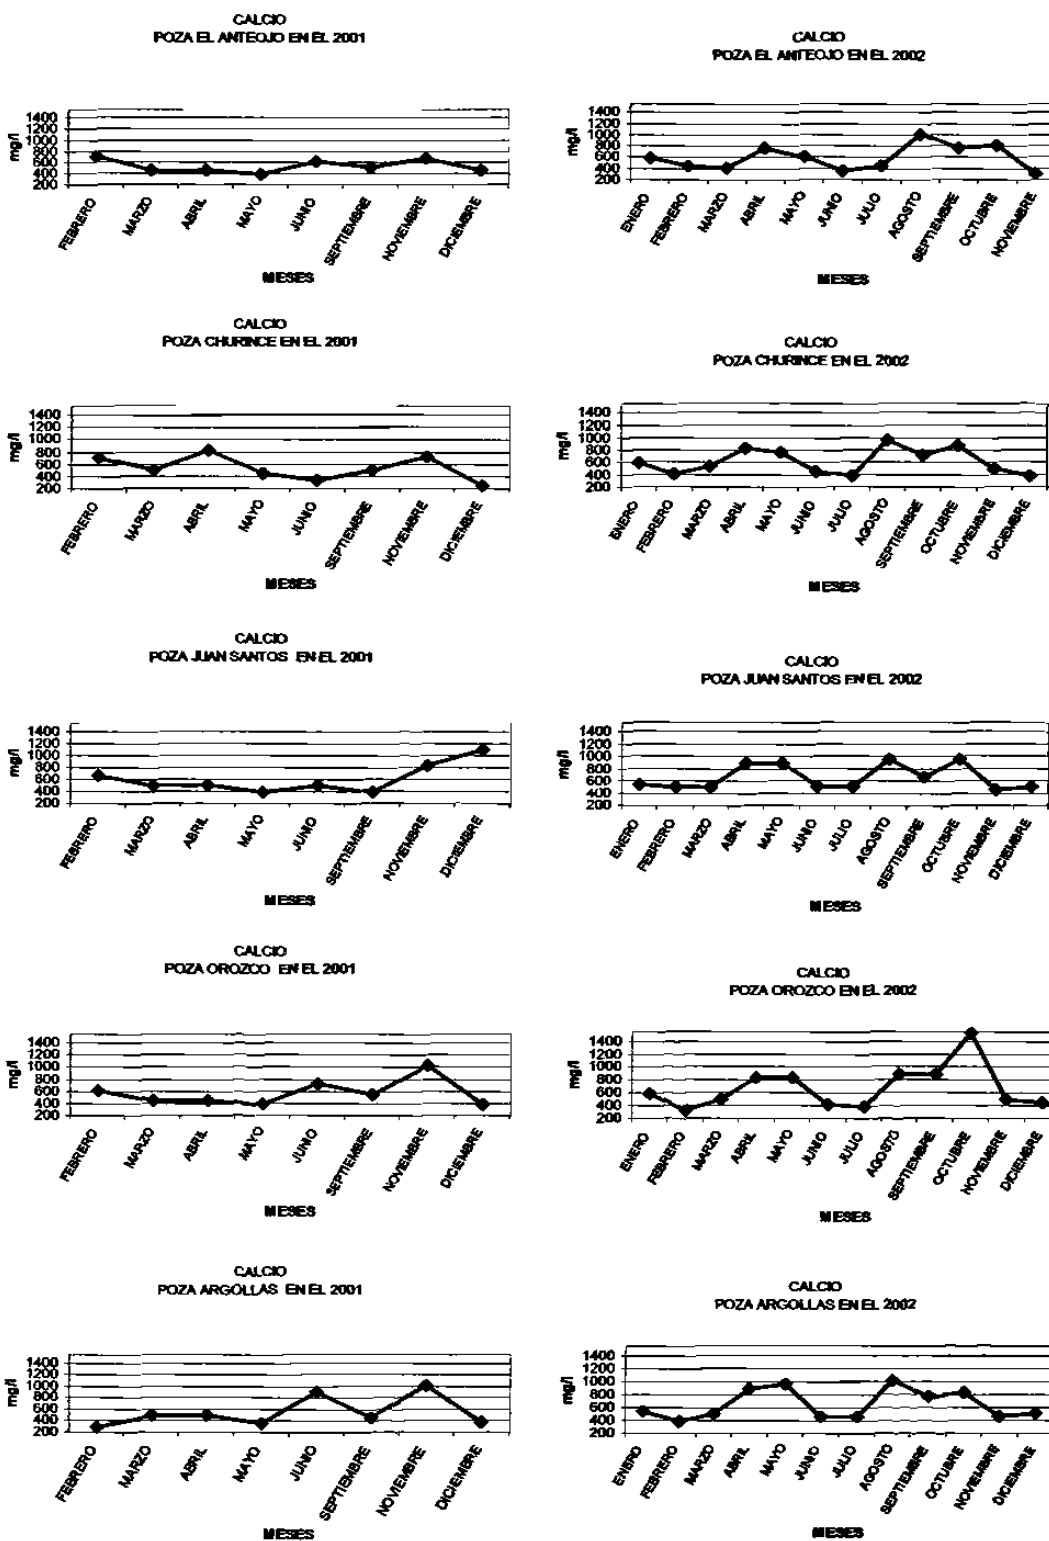 CALCIO
POZA EL ANTEOJO EN EL 2001
mg/l
1400
1200
1000
800
600
400
200
FEBRERO
MARZO
ABRIL
MAYO
JUNIO
SEPTIEMBRE
NOVIEMBRE
DICIEMBRE
MESES
CALCIO
POZA EL ANTEOJO EN EL 2002
mg/l
1400
1200
1000
800
600
400
200
ENERO
FEBRERO
MARZO
ABRIL
MAYO
JUNIO
JULIO
AGOSTO
SEPTIEMBRE
OCTUBRE
NOVIEMBRE
MESES
CALCIO
POZA CHURINCE EN EL 2001
mg/l
1400
1200
1000
800
600
400
200
FEBRERO
MARZO
ABRIL
MAYO
JUNIO
SEPTIEMBRE
NOVIEMBRE
DICIEMBRE
MESES
CALCIO
POZA CHURINCE EN EL 2002
mg/l
1400
1200
1000
800
600
400
200
ENERO
FEBRERO
MARZO
ABRIL
MAYO
JUNIO
JULIO
AGOSTO
SEPTIEMBRE
OCTUBRE
NOVIEMBRE
DICIEMBRE
MESES
CALCIO
POZA JUAN SANTOS EN EL 2001
mg/l
1400
1200
1000
800
600
400
200
FEBRERO
MARZO
ABRIL
MAYO
JUNIO
SEPTIEMBRE
NOVIEMBRE
DICIEMBRE
MESES
CALCIO
POZA JUAN SANTOS EN EL 2002
mg/l
1400
1200
1000
800
600
400
200
ENERO
FEBRERO
MARZO
ABRIL
MAYO
JUNIO
JULIO
AGOSTO
SEPTIEMBRE
OCTUBRE
NOVIEMBRE
DICIEMBRE
MESES
CALCIO
POZA OROZCO EN EL 2001
mg/l
1400
1200
1000
800
600
400
200
FEBRERO
MARZO
ABRIL
MAYO
JUNIO
SEPTIEMBRE
NOVIEMBRE
DICIEMBRE
MESES
CALCIO
POZA OROZCO EN EL 2002
mg/l
1400
1200
1000
800
600
400
200
ENERO
FEBRERO
MARZO
ABRIL
MAYO
JUNIO
JULIO
AGOSTO
SEPTIEMBRE
OCTUBRE
NOVIEMBRE
DICIEMBRE
MESES
CALCIO
POZA ARGOLLAS EN EL 2001
mg/l
1400
1200
1000
800
600
400
200
FEBRERO
MARZO
ABRIL
MAYO
JUNIO
SEPTIEMBRE
NOVIEMBRE
DICIEMBRE
MESES
CALCIO
POZA ARGOLLAS EN EL 2002
mg/l
1400
1200
1000
800
600
400
200
ENERO
FEBRERO
MARZO
ABRIL
MAYO
JUNIO
JULIO
AGOSTO
SEPTIEMBRE
OCTUBRE
NOVIEMBRE
DICIEMBRE
MESES